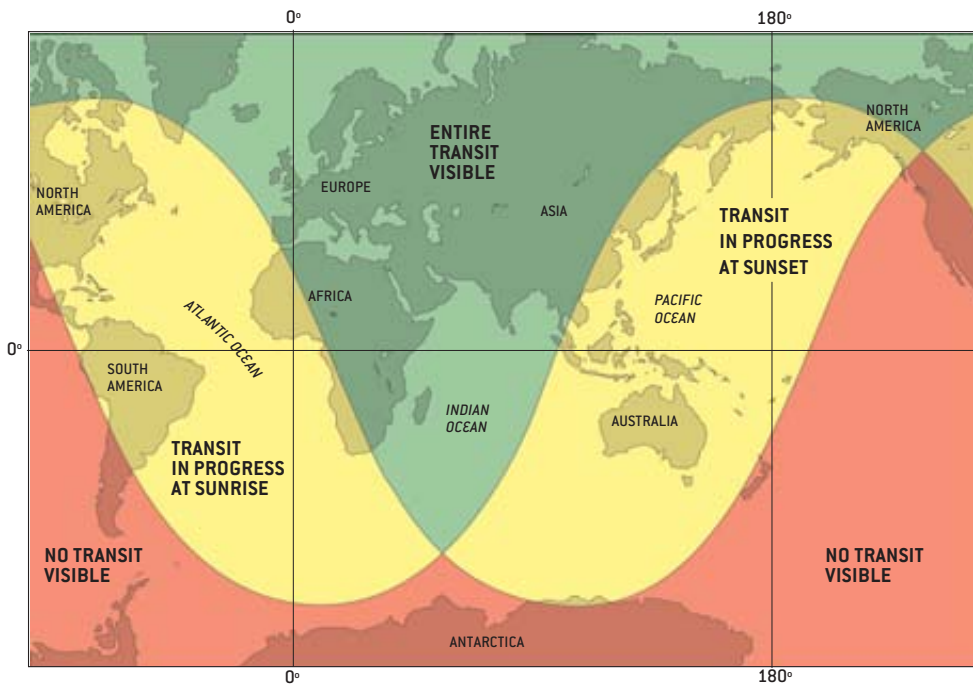 0° 180°
NORTH
AMERICA
ENTIRE
TRANSIT
VISIBLE
EUROPE
NORTH
AMERICA
ASIA
TRANSIT
IN PROGRESS
AT SUNSET
AFRICA
ATLANTIC OCEAN
PACIFIC
OCEAN
0°
SOUTH
AMERICA
INDIAN
OCEAN
AUSTRALIA
TRANSIT
IN PROGRESS
AT SUNRISE
NO TRANSIT
VISIBLE
NO TRANSIT
VISIBLE
ANTARCTICA
0° 180°